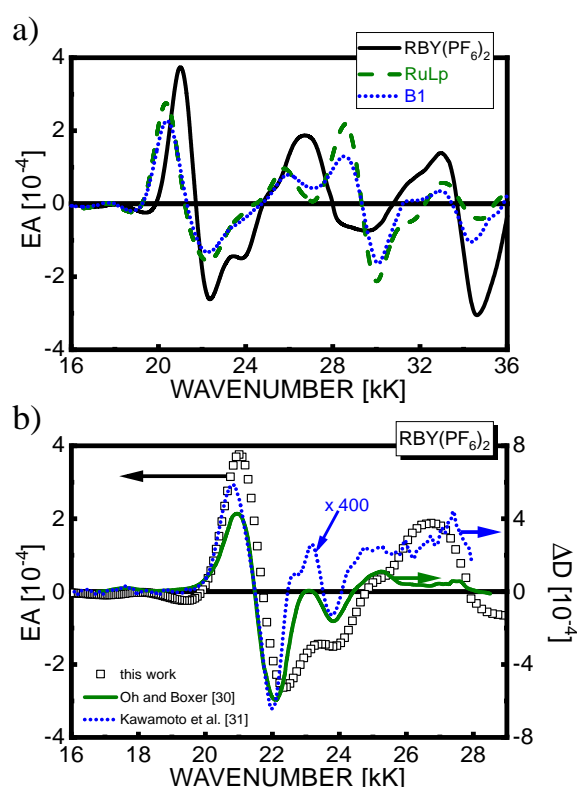 a)
4
2
0
-2
-4
EA [10⁻⁴]
RBY(PF₆)₂
RuLp
B1
16 20 24 28 32 36
WAVENUMBER [kK]
b)
RBY(PF₆)₂
4
2
0
-2
-4
EA [10⁻⁴]
x 400
8
4
0
-4
-8
ΔD [10⁻⁴]
this work
Oh and Boxer [30]
Kawamoto et al. [31]
16 18 20 22 24 26 28
WAVENUMBER [kK]